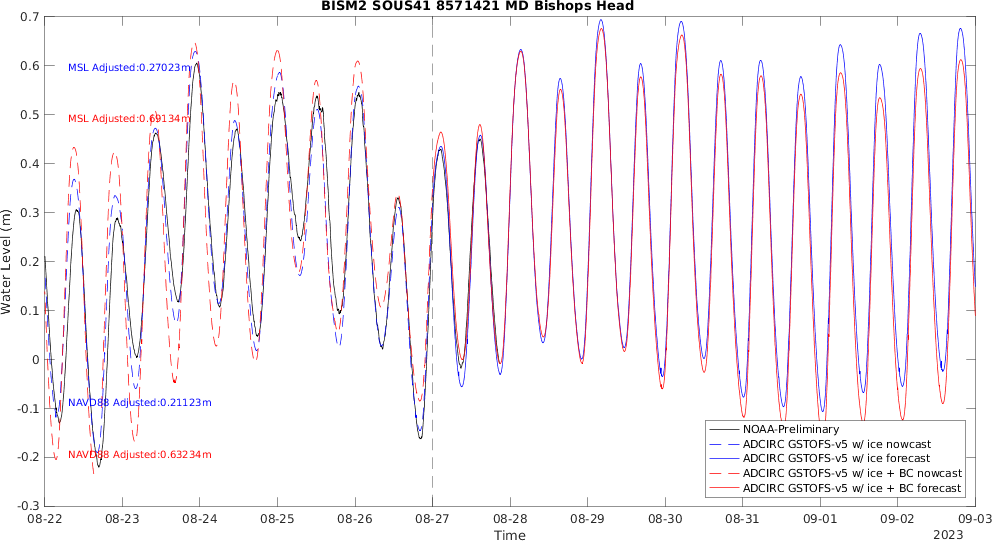 BISM2 SOUS41 8571421 MD Bishops Head
0.7
0.6
0.5
0.4
0.3
0.2
0.1
0
-0.1
-0.2
-0.3
Water Level (m)
MSL Adjusted:0.27023m
MSL Adjusted:0.69134m
NAVD88 Adjusted:0.21123m
NAVD88 Adjusted:0.63234m
NOAA-Preliminary
ADCIRC GSTOFS-v5 w/ ice nowcast
ADCIRC GSTOFS-v5 w/ ice forecast
ADCIRC GSTOFS-v5 w/ ice + BC nowcast
ADCIRC GSTOFS-v5 w/ ice + BC forecast
08-22 08-23 08-24 08-25 08-26 08-27 08-28 08-29 08-30 08-31 09-01 09-02 09-03
Time
2023